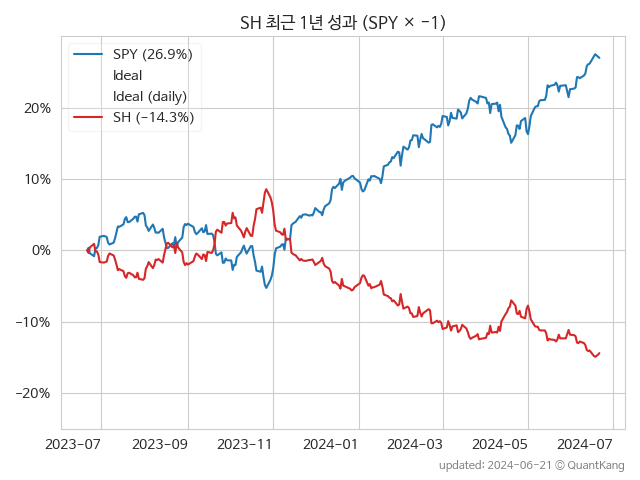 SH 최근 1년 성과 (SPY × −1)
SPY (26.9%)
Ideal
Ideal (daily)
SH (−14.3%)
20%
10%
0%
−10%
−20%
2023-07
2023-09
2023-11
2024-01
2024-03
2024-05
2024-07
updated: 2024-06-21 © QuantKang